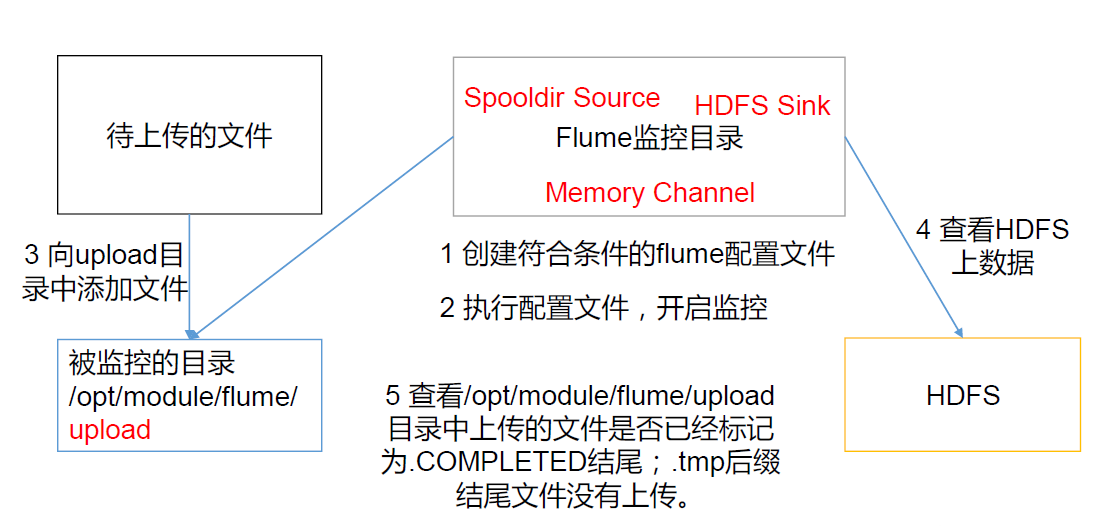 待上传的文件
Spooldir Source
HDFS Sink
Flume监控目录
Memory Channel
3 向upload目
录中添加文件
1 创建符合条件的flume配置文件
2 执行配置文件，开启监控
4 查看HDFS
上数据
被监控的目录
/opt/module/flume/
upload
5 查看/opt/module/flume/upload
目录中上传的文件是否已经标记
为.COMPLETED结尾；.tmp后缀
结尾文件没有上传。
HDFS